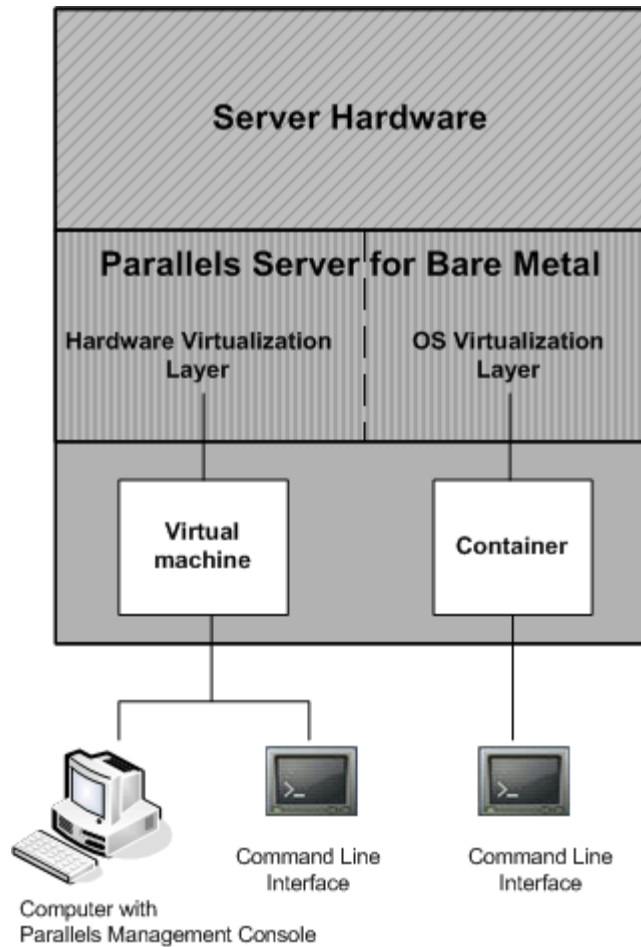 Server Hardware
Parallels Server for Bare Metal
Hardware Virtualization
Layer
OS Virtualization
Layer
Virtual
machine
Container
>_
>_
Command Line
Interface
Command Line
Interface
Computer with
Parallels Management Console